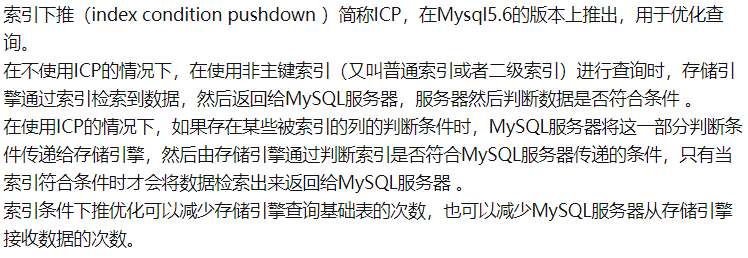 索引下推（index condition pushdown ）简称ICP，在Mysql5.6的版本上推出，用于优化查
询。
在不使用ICP的情况下，在使用非主键索引（又叫普通索引或者二级索引）进行查询时，存储引
擎通过索引检索到数据，然后返回给MySQL服务器，服务器然后判断数据是否符合条件 。
在使用ICP的情况下，如果存在某些被索引的列的判断条件时，MySQL服务器将这一部分判断条
件传递给存储引擎，然后由存储引擎通过判断索引是否符合MySQL服务器传递的条件，只有当
索引符合条件时才会将数据检索出来返回给MySQL服务器 。
索引条件下推优化可以减少存储引擎查询基础表的次数，也可以减少MySQL服务器从存储引擎
接收数据的次数。